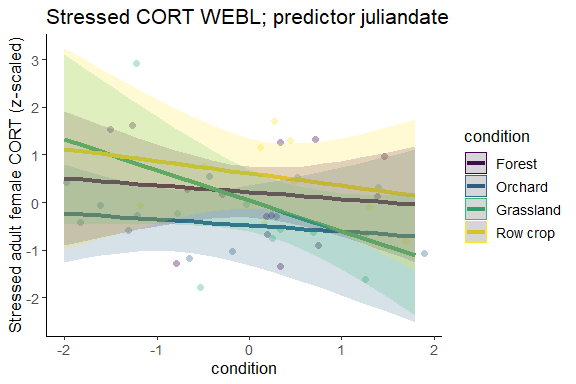 Stressed CORT WEBL; predictor juliandate
Stressed adult female CORT (z-scaled)
3
2
1
0
-1
-2
-2
-1
0
1
2
condition
condition
Forest
Orchard
Grassland
Row crop